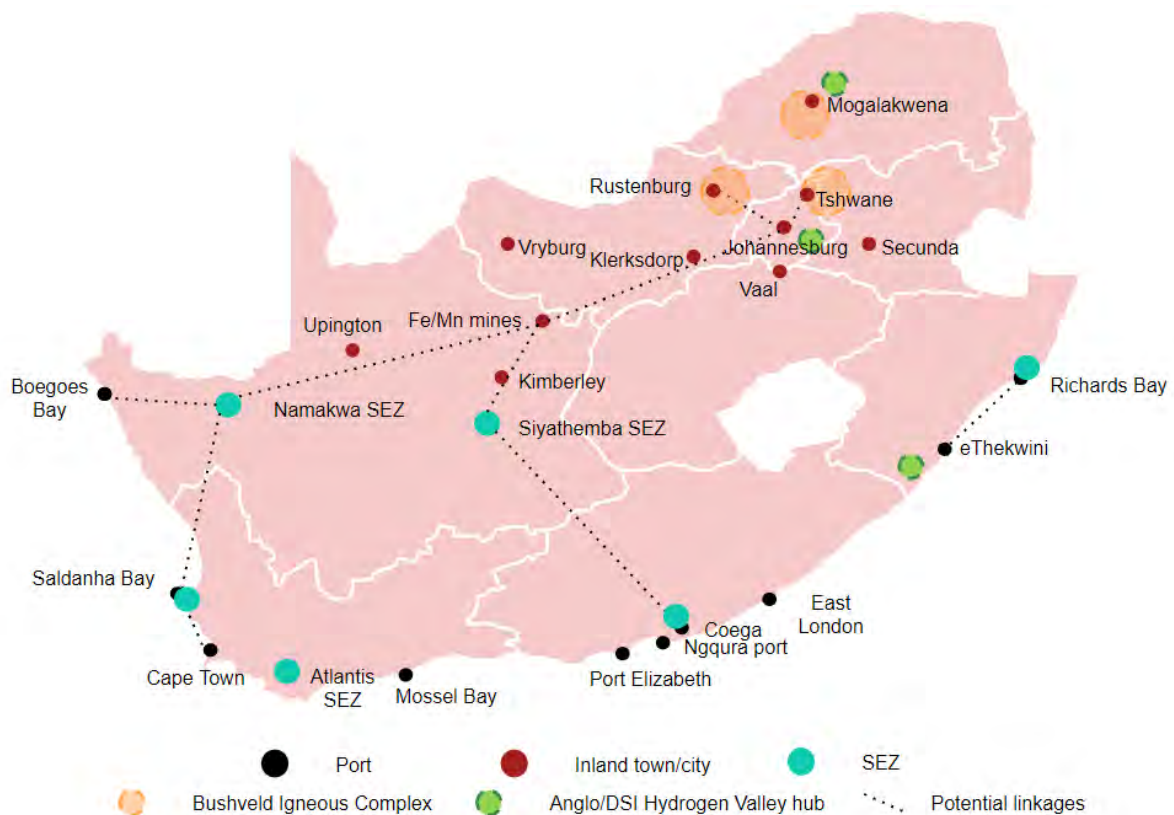 Mogalakwena
Rustenburg
Tshwane
Vryburg
Johannesburg
Secunda
Klerksdorp
Vaal
Fe/Mn mines
Upington
Boegoes
Bay
Namakwa SEZ
Kimberley
Siyathemba SEZ
Richards Bay
eThekwini
Saldanha Bay
East
London
Coega
Ngqura port
Port Elizabeth
Cape Town
Atlantis
SEZ
Mossel Bay
Port
Inland town/city
SEZ
Bushveld Igneous Complex
Anglo/DSI Hydrogen Valley hub
Potential linkages